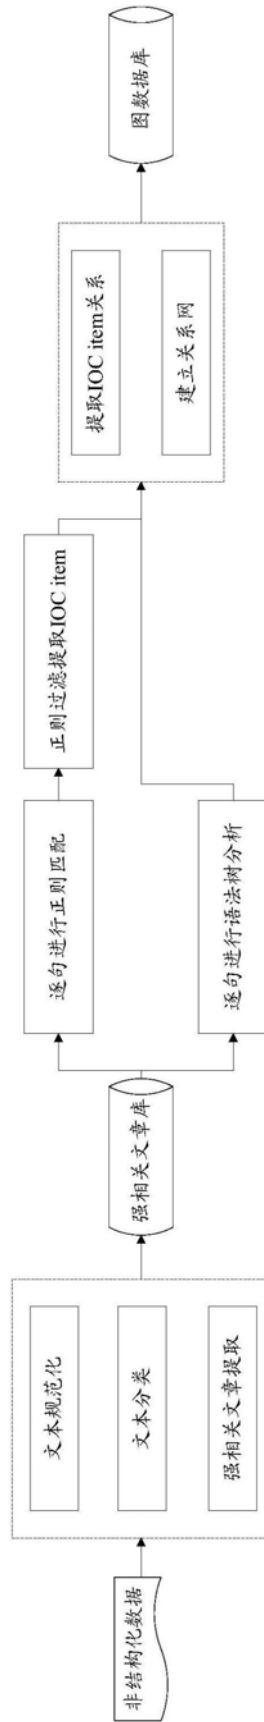 非结构化数据
文本规范化
文本分类
强相关文章提取
强相关文章库
逐句进行正则匹配
正则过滤提取IOC item
逐句进行语法树分析
提取IOC item关系
建立关系网
图数据库